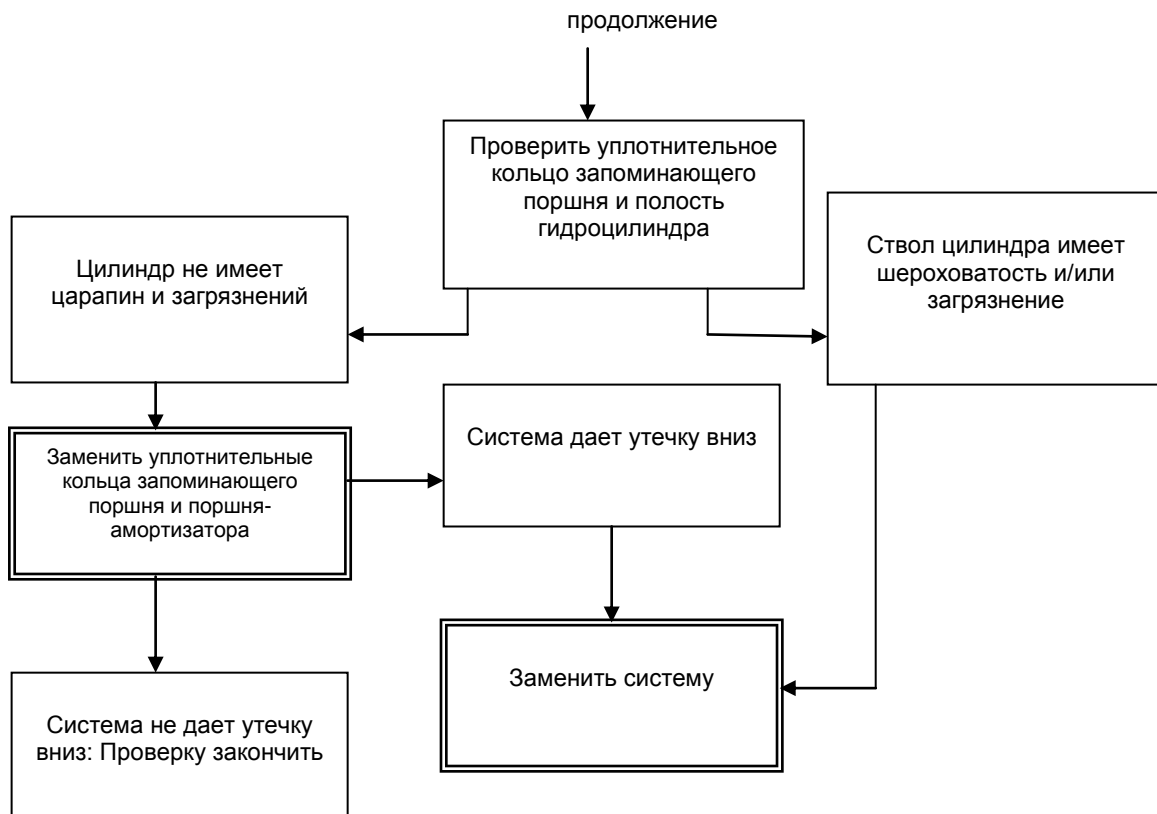 продолжение
Проверить уплотнительное
кольцо запоминающего
поршня и полость
гидроцилиндра
Цилиндр не имеет
царапин и загрязнений
Ствол цилиндра имеет
шероховатость и/или
загрязнение
Заменить уплотнительные
кольца запоминающего
поршня и поршня-
амортизатора
Система дает утечку вниз
Заменить систему
Система не дает утечку
вниз: Проверку закончить